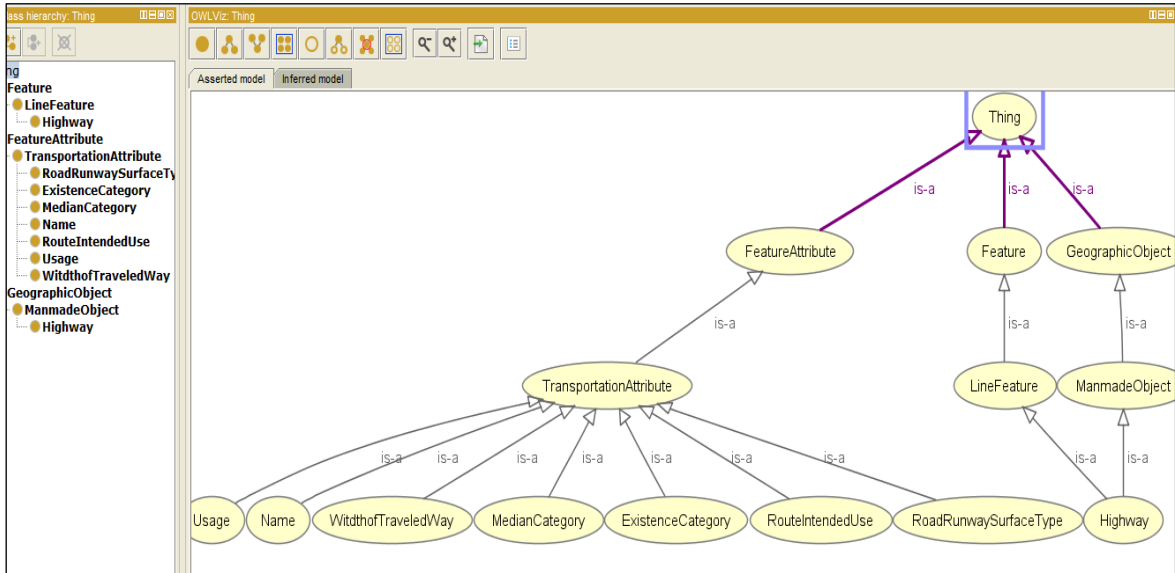 ass hierarchy: Thing
ng
Feature
LineFeature
Highway
FeatureAttribute
TransportationAttribute
RoadRunwaySurfaceTy
ExistenceCategory
MedianCategory
Name
RouteIntendedUse
Usage
WitdthofTraveledWay
GeographicObject
ManmadeObject
Highway
OWLViz: Thing
Asserted model
Inferred model
Thing
is-a
is-a
is-a
FeatureAttribute
Feature
GeographicObject
is-a
is-a
is-a
TransportationAttribute
LineFeature
ManmadeObject
is-a
is-a
is-a
is-a
is-a
is-a
is-a
is-a
is-a
Usage
Name
WitdthofTraveledWay
MedianCategory
ExistenceCategory
RouteIntendedUse
RoadRunwaySurfaceType
Highway